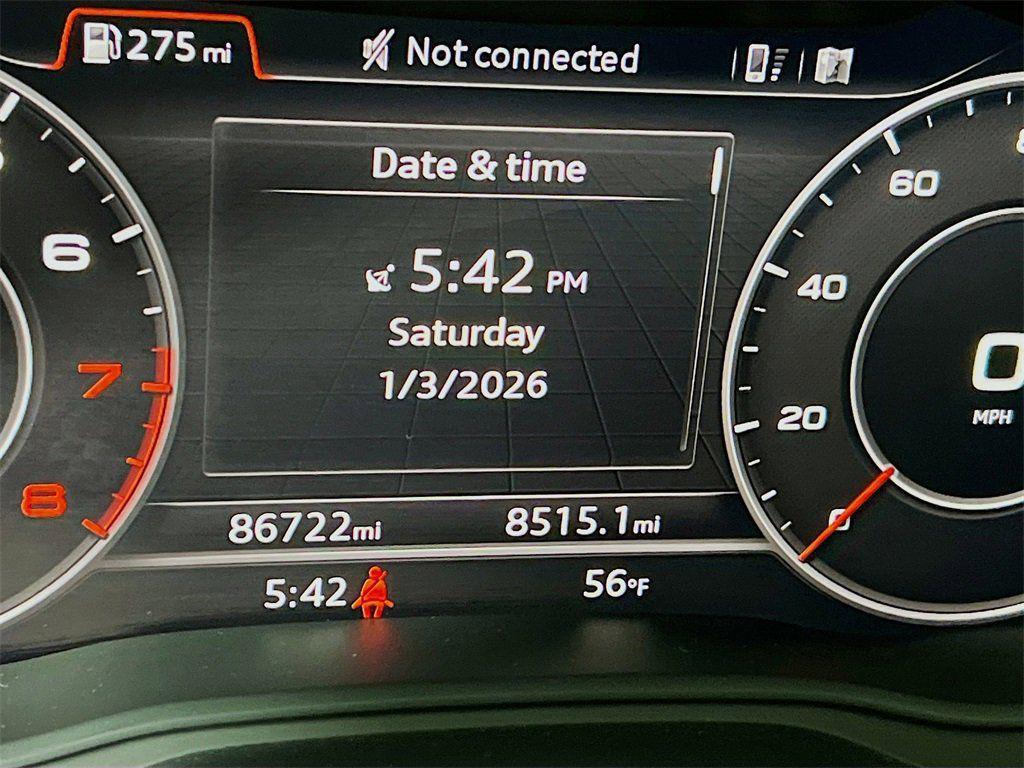 275 mi
Not connected
Date & time
5:42 PM
Saturday
1/3/2026
6
7
8
60
40
20
0
0
MPH
86722mi
8515.1mi
5:42
56°F